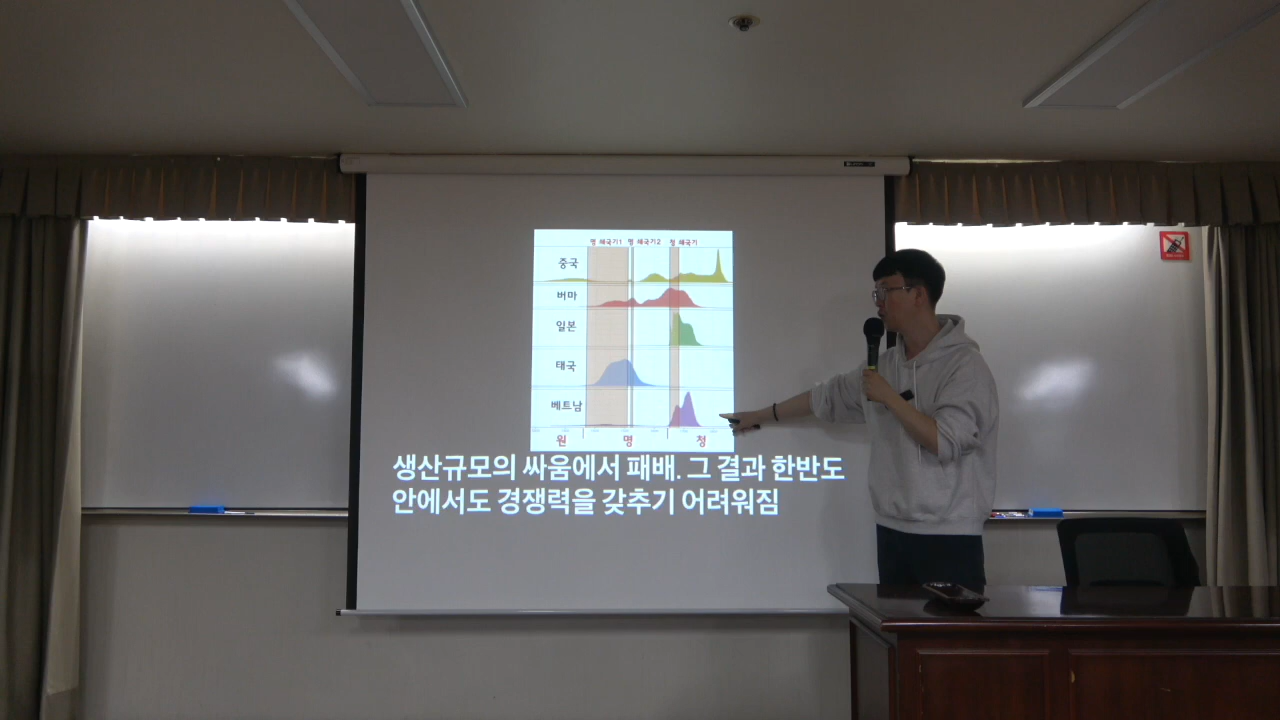 명 쇄국기1 명 쇄국기2 청 쇄국기
중국
버마
일본
태국
베트남
원 명 청
생산규모의 싸움에서 패배. 그 결과 한반도
안에서도 경쟁력을 갖추기 어려워짐